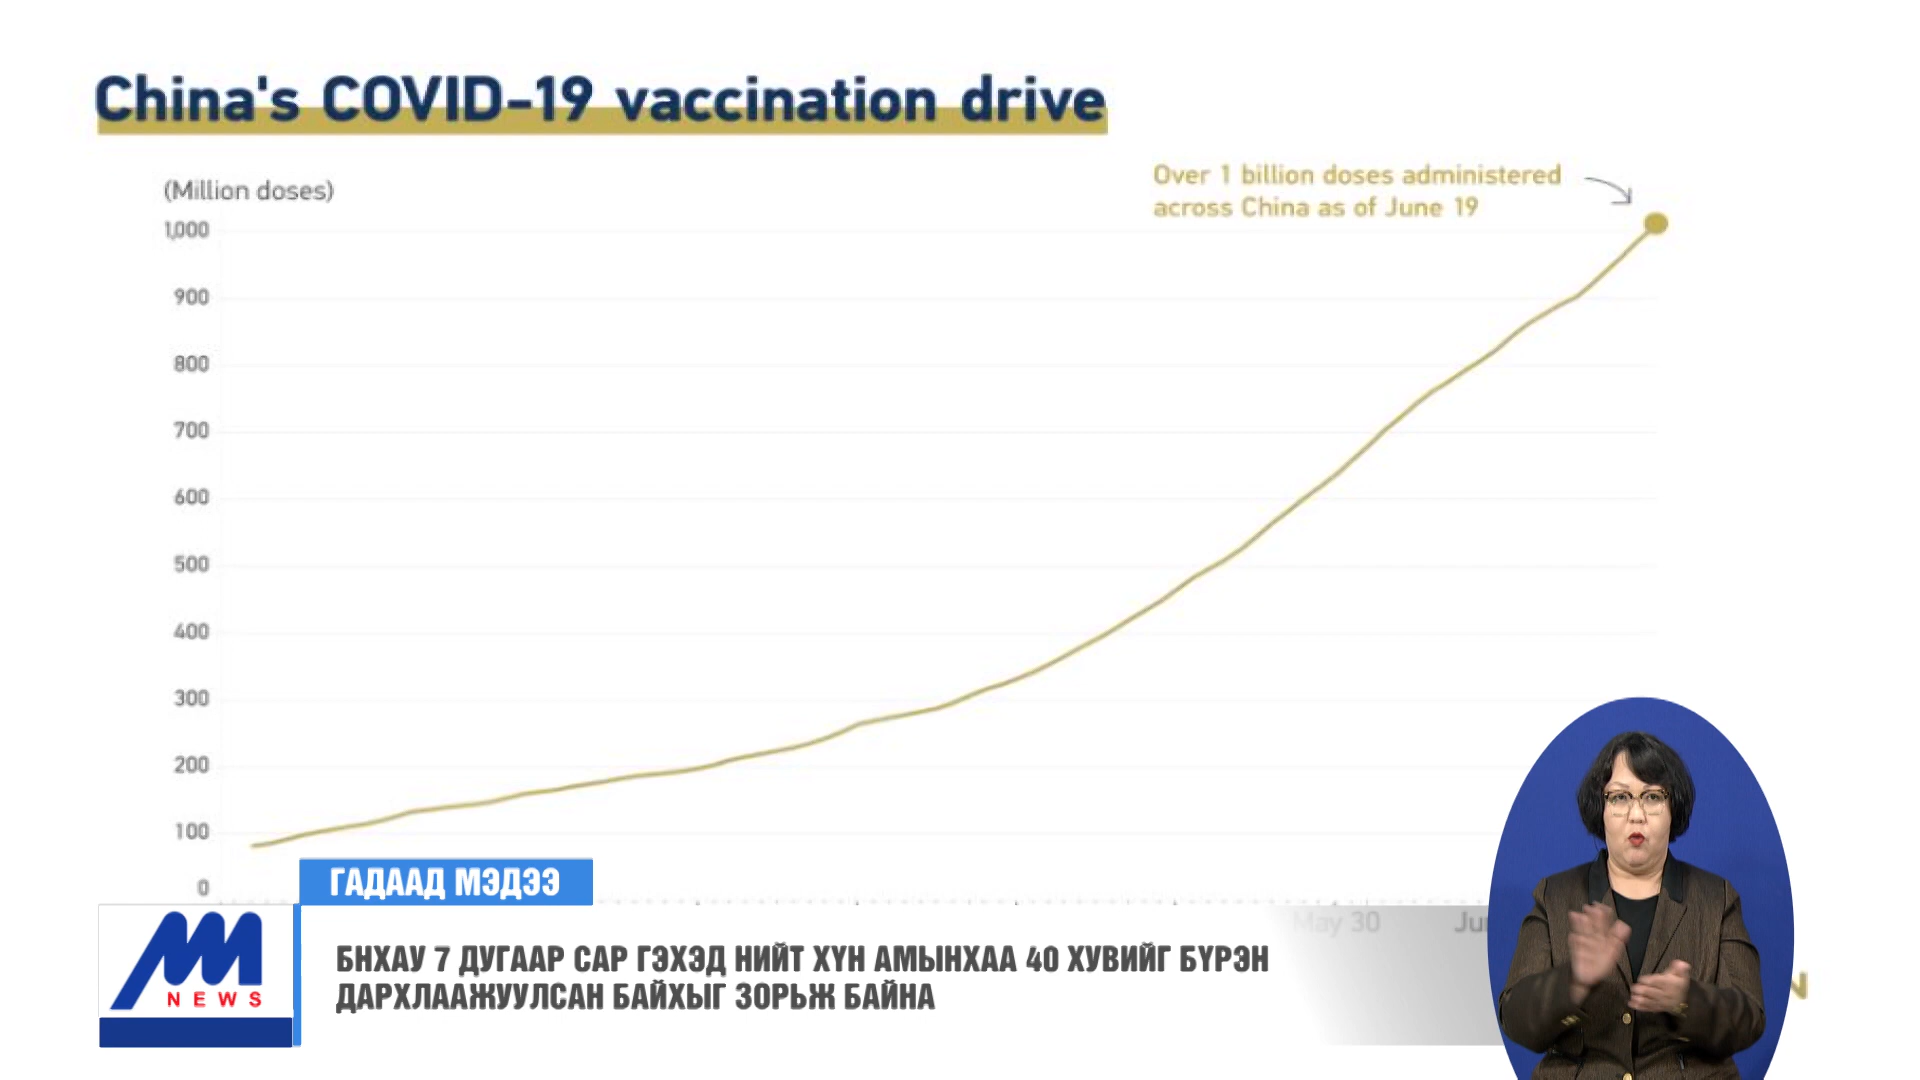 China's COVID-19 vaccination drive
(Million doses)
Over 1 billion doses administered
across China as of June 19
1,000
900
800
700
600
500
400
300
200
100
0
May 30
ГАДААД МЭДЭЭ
NEWS
БНХАУ 7 ДУГААР САР ГЭХЭД НИЙТ ХҮН АМЫНХАА 40 ХУВИЙГ БҮРЭН
ДАРХЛААЖУУЛСАН БАЙХЫГ ЗОРЬЖ БАЙНА